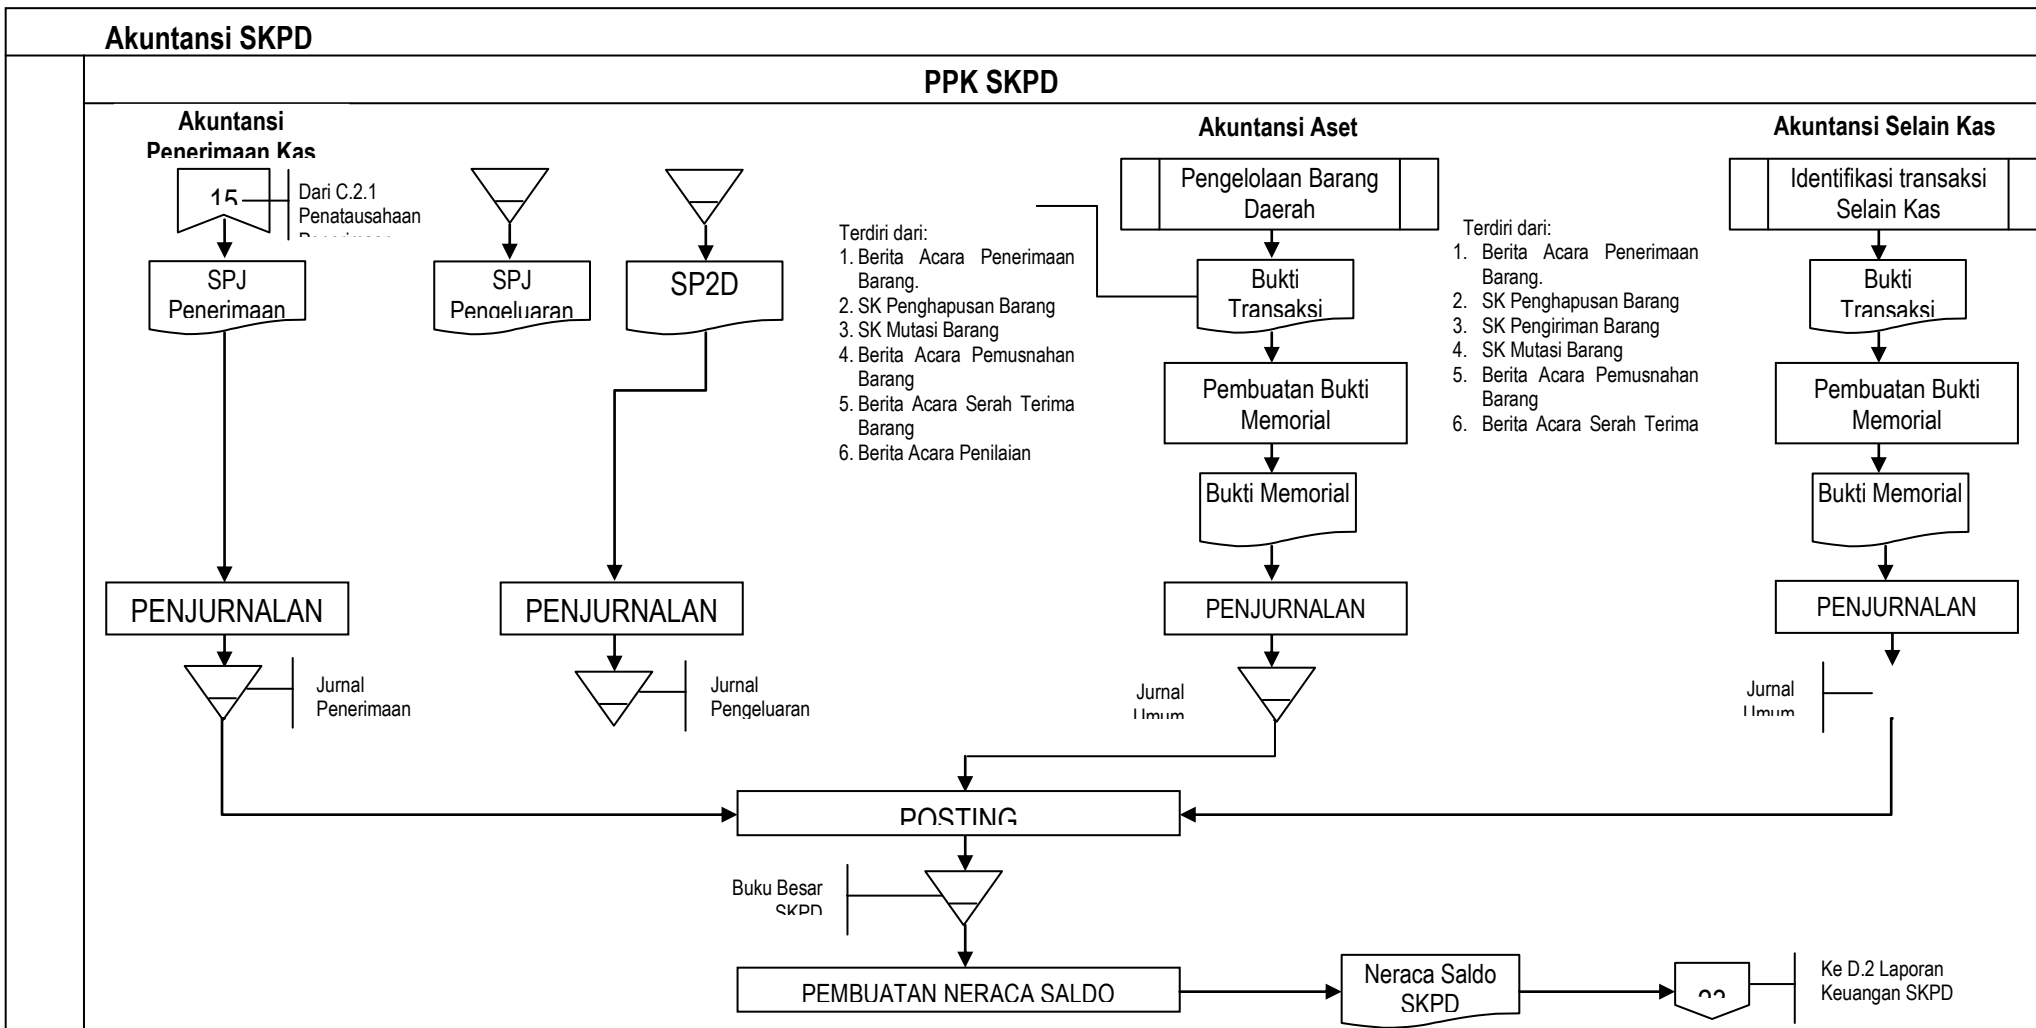 Akuntansi SKPD
PPK SKPD
Akuntansi
Penerimaan Kas
15
Dari C.2.1
Penatausahaan
SPJ
Penerimaan
PENJURNALAN
Jurnal
Penerimaan
SPJ
Pengeluaran
SP2D
PENJURNALAN
Jurnal
Pengeluaran
Akuntansi Aset
Pengelolaan Barang
Daerah
Terdiri dari:
1. Berita Acara Penerimaan
Barang.
2. SK Penghapusan Barang
3. SK Mutasi Barang
4. Berita Acara Pemusnahan
Barang
5. Berita Acara Serah Terima
Barang
6. Berita Acara Penilaian
Bukti
Transaksi
Pembuatan Bukti
Memorial
Bukti Memorial
PENJURNALAN
Jurnal
Umum
Akuntansi Selain Kas
Identifikasi transaksi
Selain Kas
Terdiri dari:
1. Berita Acara Penerimaan
Barang.
2. SK Penghapusan Barang
3. SK Pengiriman Barang
4. SK Mutasi Barang
5. Berita Acara Pemusnahan
Barang
6. Berita Acara Serah Terima
Bukti
Transaksi
Pembuatan Bukti
Memorial
Bukti Memorial
PENJURNALAN
Jurnal
Umum
POSTING
Buku Besar
SKPD
PEMBUATAN NERACA SALDO
Neraca Saldo
SKPD
Ke D.2 Laporan
Keuangan SKPD